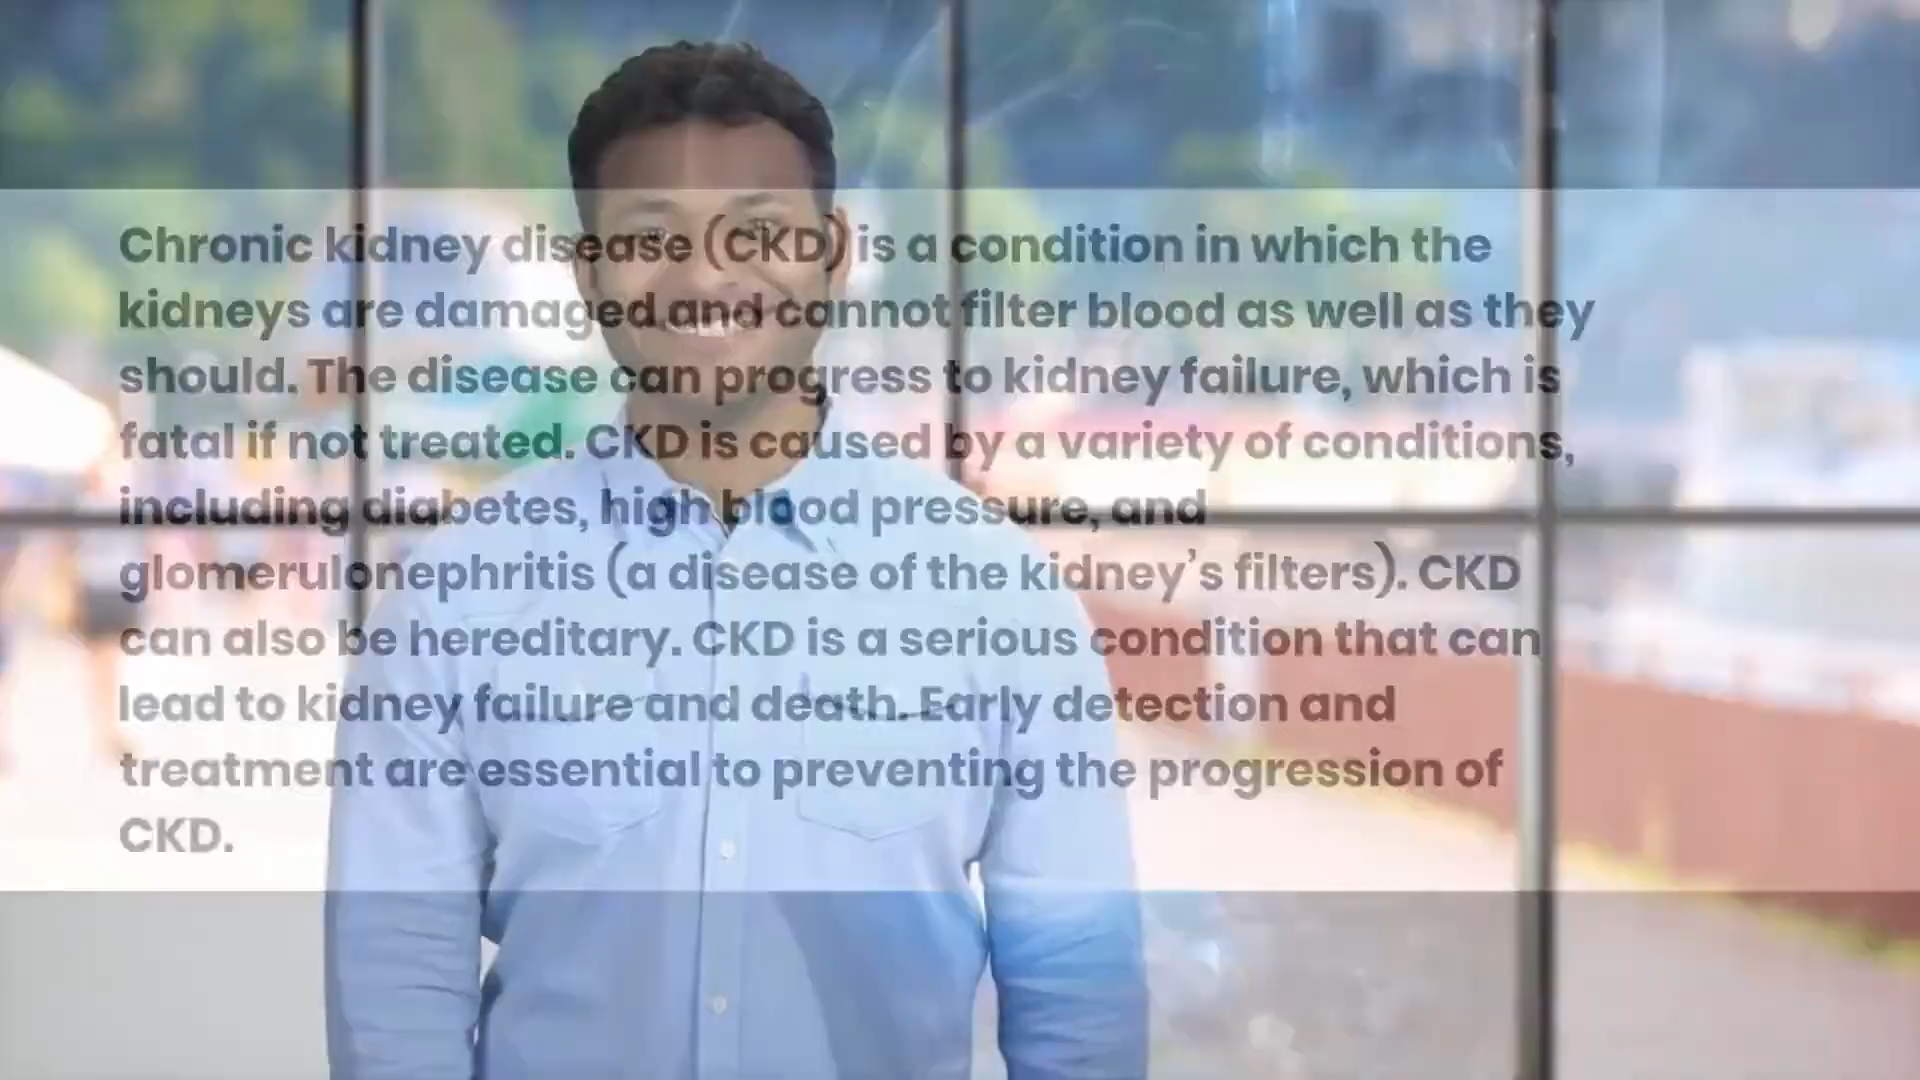 Chronic kidney disease (CKD) is a condition in which the
kidneys are damaged and cannot filter blood as well as they
should. The disease can progress to kidney failure, which is
fatal if not treated. CKD is caused by a variety of conditions,
including diabetes, high blood pressure, and
glomerulonephritis (a disease of the kidney’s filters). CKD
can also be hereditary. CKD is a serious condition that can
lead to kidney failure and death. Early detection and
treatment are essential to preventing the progression of
CKD.